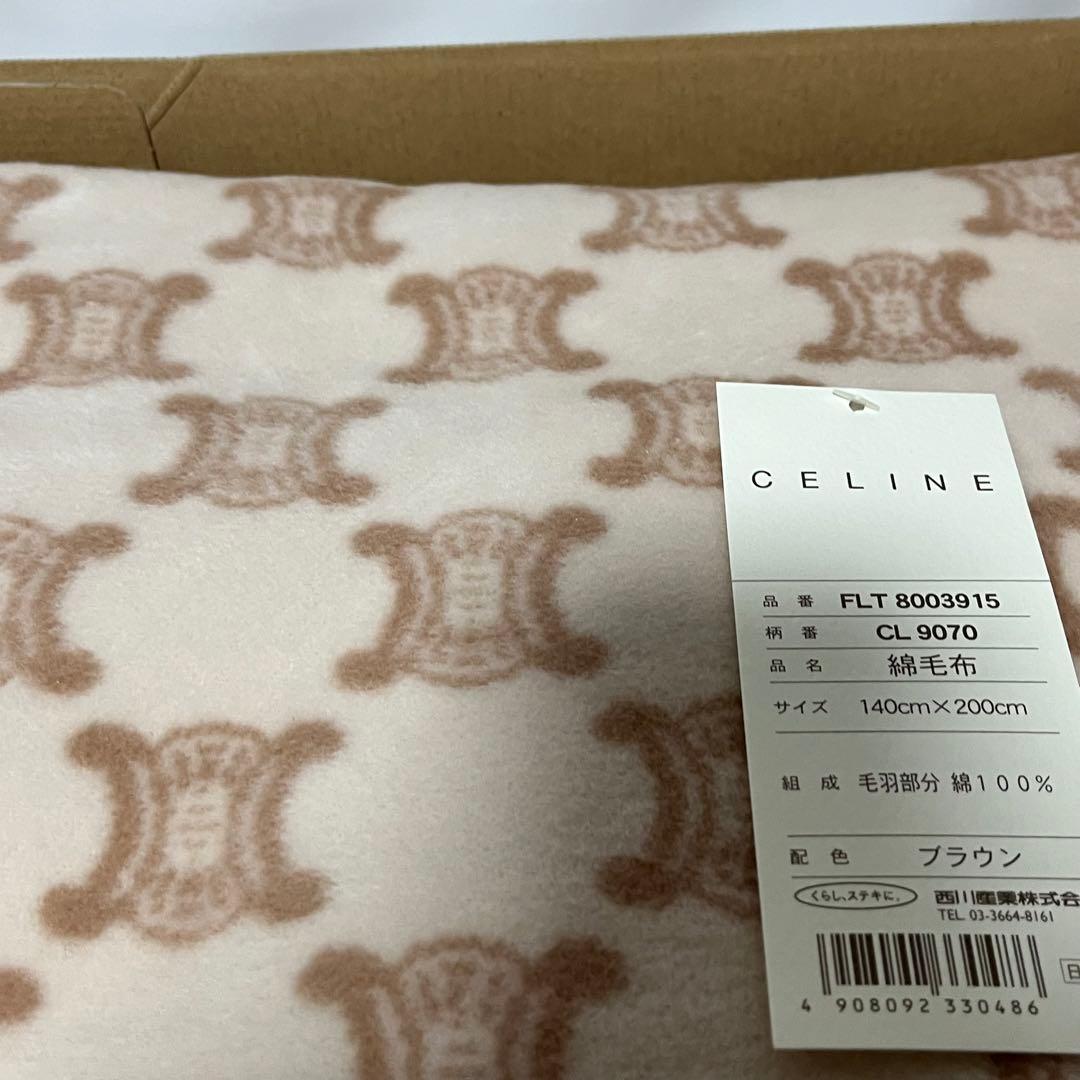 CELINE
品番 FLT 8003915
柄番 CL 9070
品名 綿毛布
サイズ 140cm×200cm
組成 毛羽部分 綿100%
配色 ブラウン
くらし、ステキに。 西川産業株式会
TEL 03-3664-8161
日
4 908092 330486